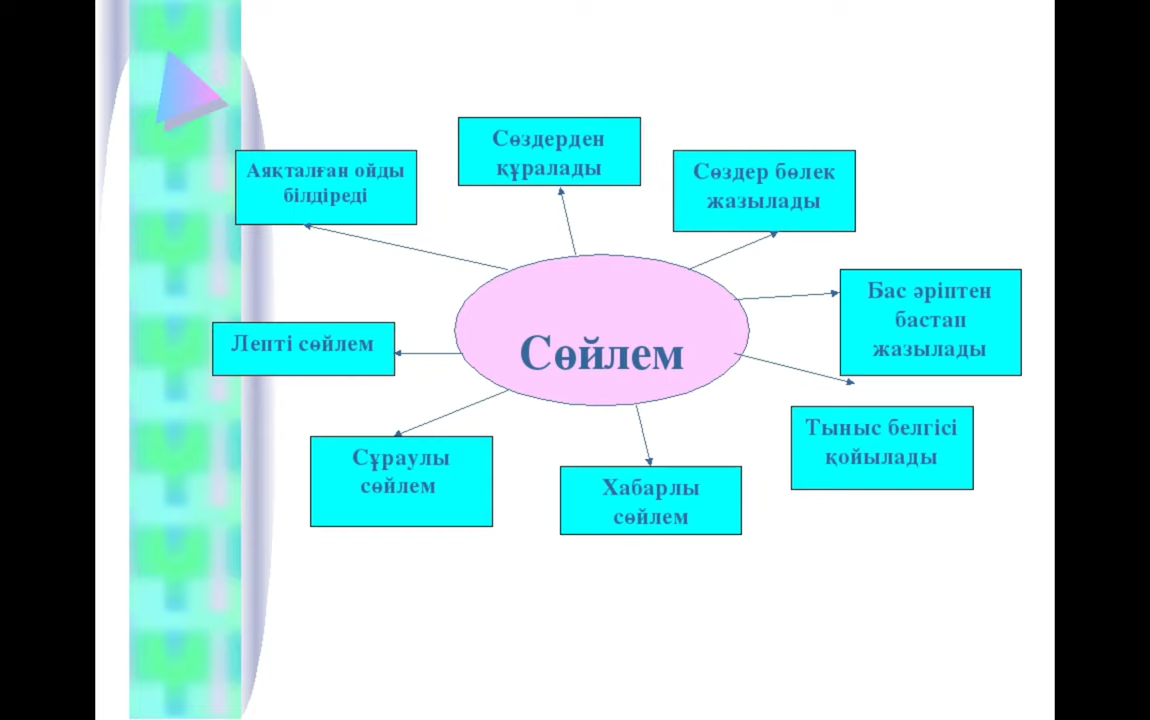 Сөздерден
құралады
Аяқталған ойды
білдіреді
Сөздер бөлек
жазылады
Бас әріптен
бастап
жазылады
Лепті сөйлем
Сөйлем
Тыныс белгісі
қойылады
Сұраулы
сөйлем
Хабарлы
сөйлем